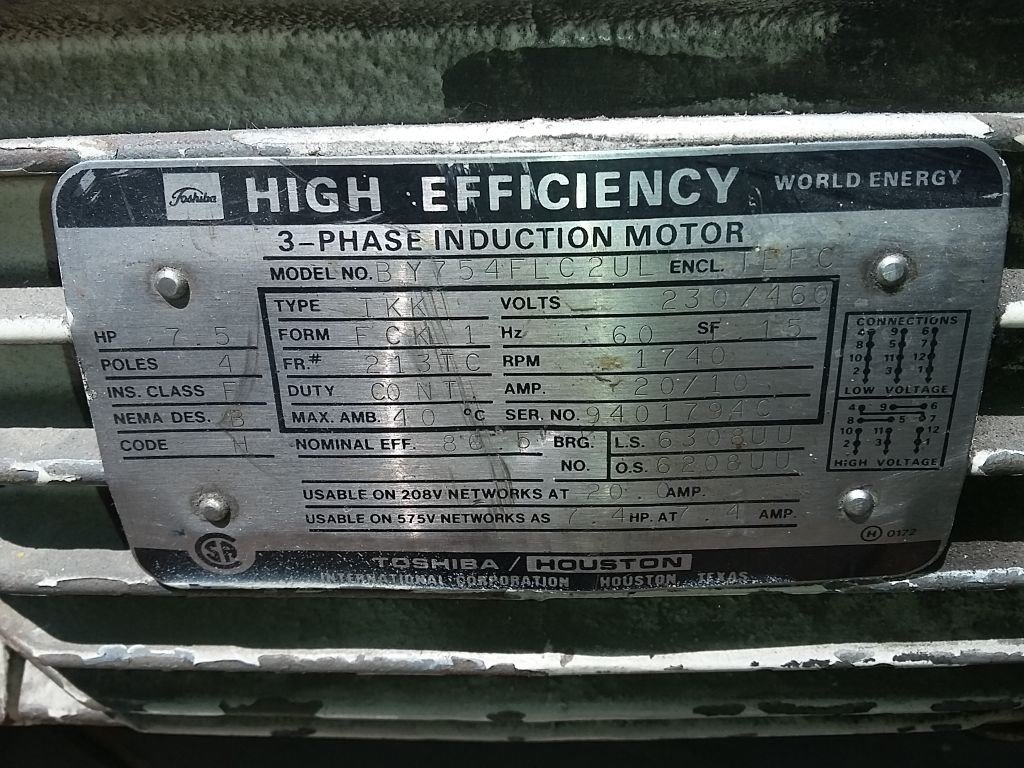 Toshiba HIGH EFFICIENCY WORLD ENERGY
3-PHASE INDUCTION MOTOR
MODEL NO. BY754FLC2UL ENCL. TEFC
TYPE IKK VOLTS 230/460
HP 7.5 FORM FCK1 Hz 60 SF. 1.15
POLES 4 FR.# 213TC RPM 1740
INS. CLASS F DUTY CONT. AMP. 20/10
NEMA DES. B MAX. AMB. 40 °C SER. NO. 940179AC
CODE H NOMINAL EFF. 86.5 BRG. NO. L.S. 6308UU
O.S. 6208UU
USABLE ON 208V NETWORKS AT 20.0 AMP.
USABLE ON 575V NETWORKS AS 7.4 HP. AT 7.4 AMP.
CONNECTIONS
4 9 6
8 5 7
10 11 12
2 3 1
LOW VOLTAGE
4 9 6
8 5 7
10 11 12
2 3 1
HIGH VOLTAGE
H 0172
CSA
TOSHIBA / HOUSTON
INTERNATIONAL CORPORATION HOUSTON, TEXAS